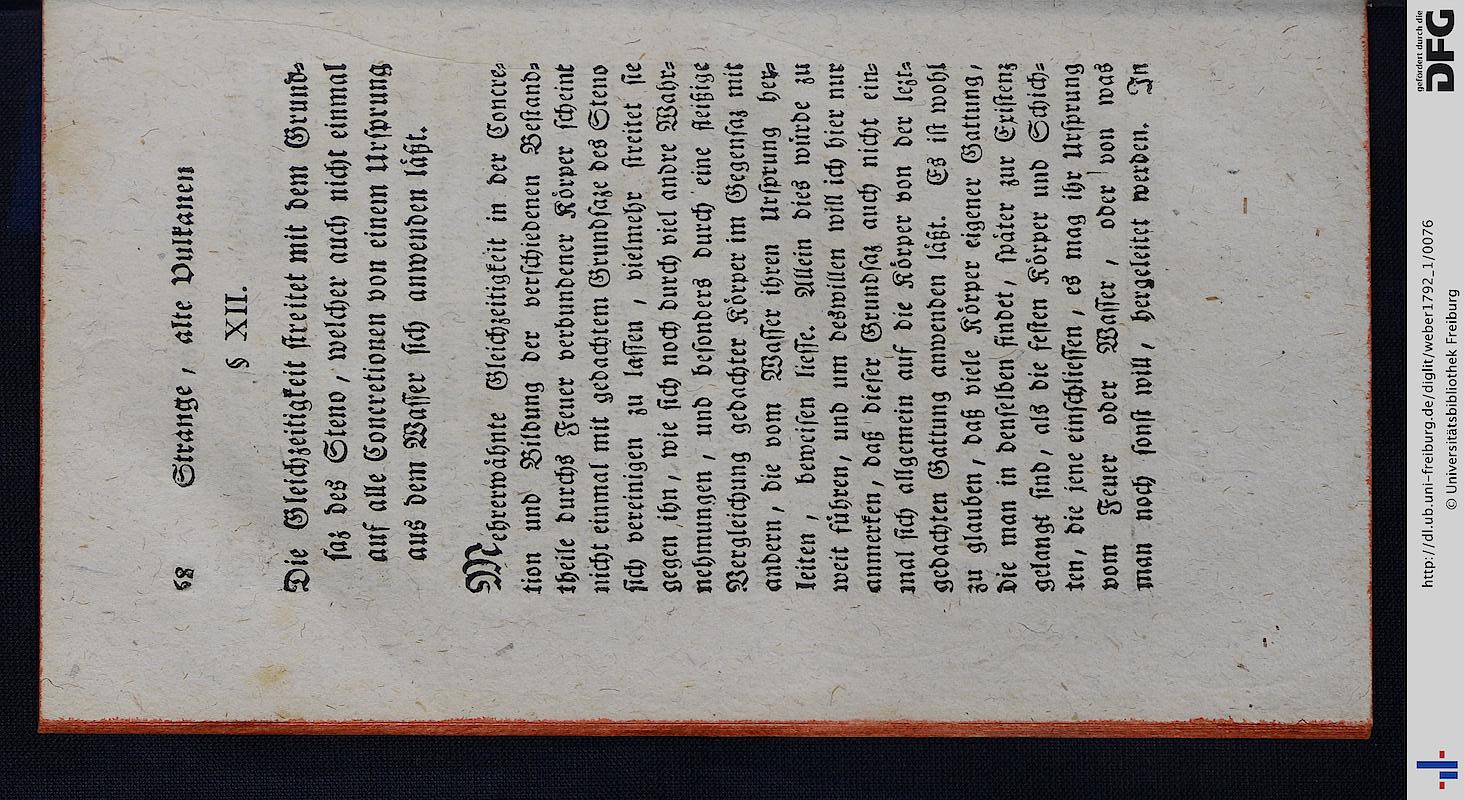 68 Strange, alte Vulkanen
§ XII.
Die Gleichzeitigkeit ſtreitet mit dem Grund⸗
ſaz des Steno, welcher auch nicht einmal
auf alle Concretionen von einem Urſprung
aus dem Waſſer ſich anwenden läßt.
Mehrerwähnte Gleichzeitigkeit in der Concre⸗
tion und Bildung der verſchiedenen Beſtand⸗
theile durchs Feuer verbundener Körper ſcheint
nicht einmal mit gedachtem Grundſaze des Steno
ſich vereinigen zu laſſen, vielmehr ſtreitet ſie
gegen ihn, wie ſich noch durch viel andre Wahr⸗
nehmungen, und beſonders durch eine fleißige
Vergleichung gedachter Körper im Gegenſaz mit
andern, die vom Waſſer ihren Urſprung her⸗
leiten, beweiſen lieſſe. Allein dies würde zu
weit führen, und um deswillen will ich hier nur
anmerken, daß dieſer Grundſaz auch nicht ein⸗
mal ſich allgemein auf die Körper von der lezt⸗
gedachten Gattung anwenden läßt. Es iſt wohl
zu glauben, daß viele Körper eigener Gattung,
die man in denſelben findet, ſpäter zur Exiſtenz
gelangt ſind, als die feſten Körper und Schich⸗
ten, die jene einſchlieſſen, es mag ihr Urſprung
vom Feuer oder Waſſer, oder von was
man noch ſonſt will, hergeleitet werden. In
gefördert durch die
DFG
http://dl.ub.uni-freiburg.de/diglit/weber1792_1/0076
© Universitätsbibliothek Freiburg